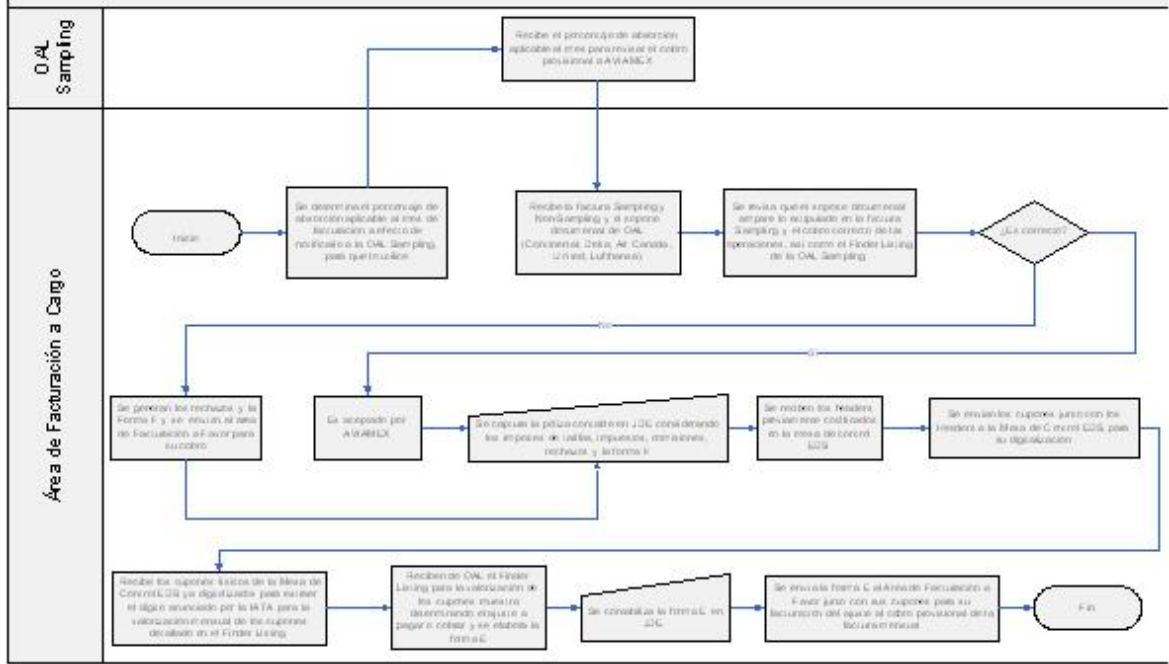 OAL
Sampling
Recibe el porcentaje de absorción
aplicable al mes para revisar el cobro
provisional a AVIAMEX
Área de Facturación a Cargo
Inicio
Se determina el porcentaje de
absorción aplicable al mes de
facturación a efecto de
notificarlo a la OAL Sampling,
para que lo utilice
Recibe la factura Sampling y
Non Sampling y el soporte
documental de OAL
(Continental, Delta, Air Canada,
United, Lufthansa)
Se revisa que el soporte documental
ampare lo estipulado en la factura
Sampling y el cobro correcto de las
operaciones, así como el Finder Listing
de la OAL Sampling
¿Es correcto?
No
Si
Se generan los rechazos y la
Forma F y se envían al área
de Facturación a Favor para
su cobro
Es aceptado por
AVIAMEX
Se captura la póliza contable en JDE considerando
los importes de tarifas, impuestos, comisiones,
rechazos y la forma F
Se reciben los headers
previamente codificados
en la mesa de control
EDS
Se envían los cupones junto con los
Headers a la Mesa de Control EDS, para
su digitalización
Recibe los cupones físicos de la Mesa de
Control EDS ya digitalizados para extraer
el dígito anunciado por la IATA para la
valorización mensual de los cupones
detallado en el Finder Listing
Reciben de OAL el Finder
Listing para la valorización de
los cupones muestra
determinando el ajuste a
pagar o cobrar y se elabora la
forma E
Se contabiliza la forma E en
JDE
Se envía la forma E al Área de Facturación a
Favor junto con sus cupones para su
facturación del ajuste al cobro provisional de la
factura mensual
Fin